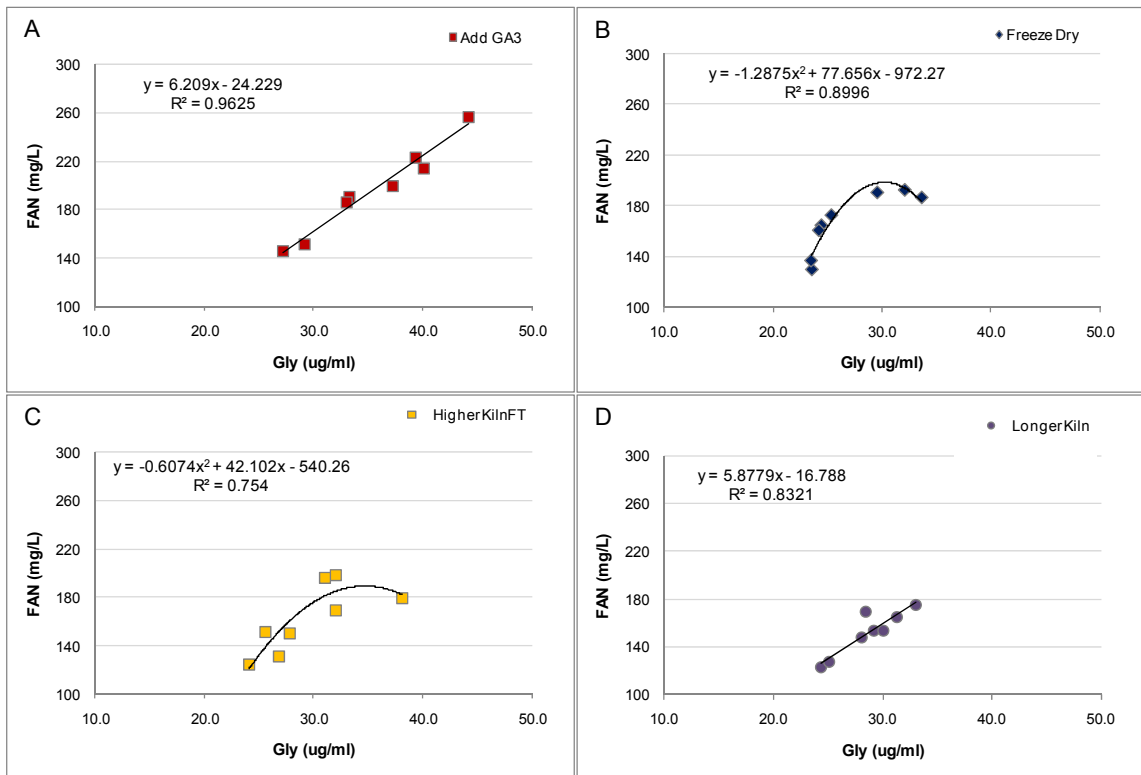 A
Add GA3
y = 6.209x - 24.229
R² = 0.9625
300
260
220
180
140
100
FAN (mg/L)
10.0 20.0 30.0 40.0 50.0
Gly (ug/ml)
B
Freeze Dry
y = -1.2875x² + 77.656x - 972.27
R² = 0.8996
300
260
220
180
140
100
FAN (mg/L)
10.0 20.0 30.0 40.0 50.0
Gly (ug/ml)
C
HigherKilnFT
y = -0.6074x² + 42.102x - 540.26
R² = 0.754
300
260
220
180
140
100
FAN (mg/L)
10.0 20.0 30.0 40.0 50.0
Gly (ug/ml)
D
LongerKiln
y = 5.8779x - 16.788
R² = 0.8321
300
260
220
180
140
100
FAN (mg/L)
10.0 20.0 30.0 40.0 50.0
Gly (ug/ml)